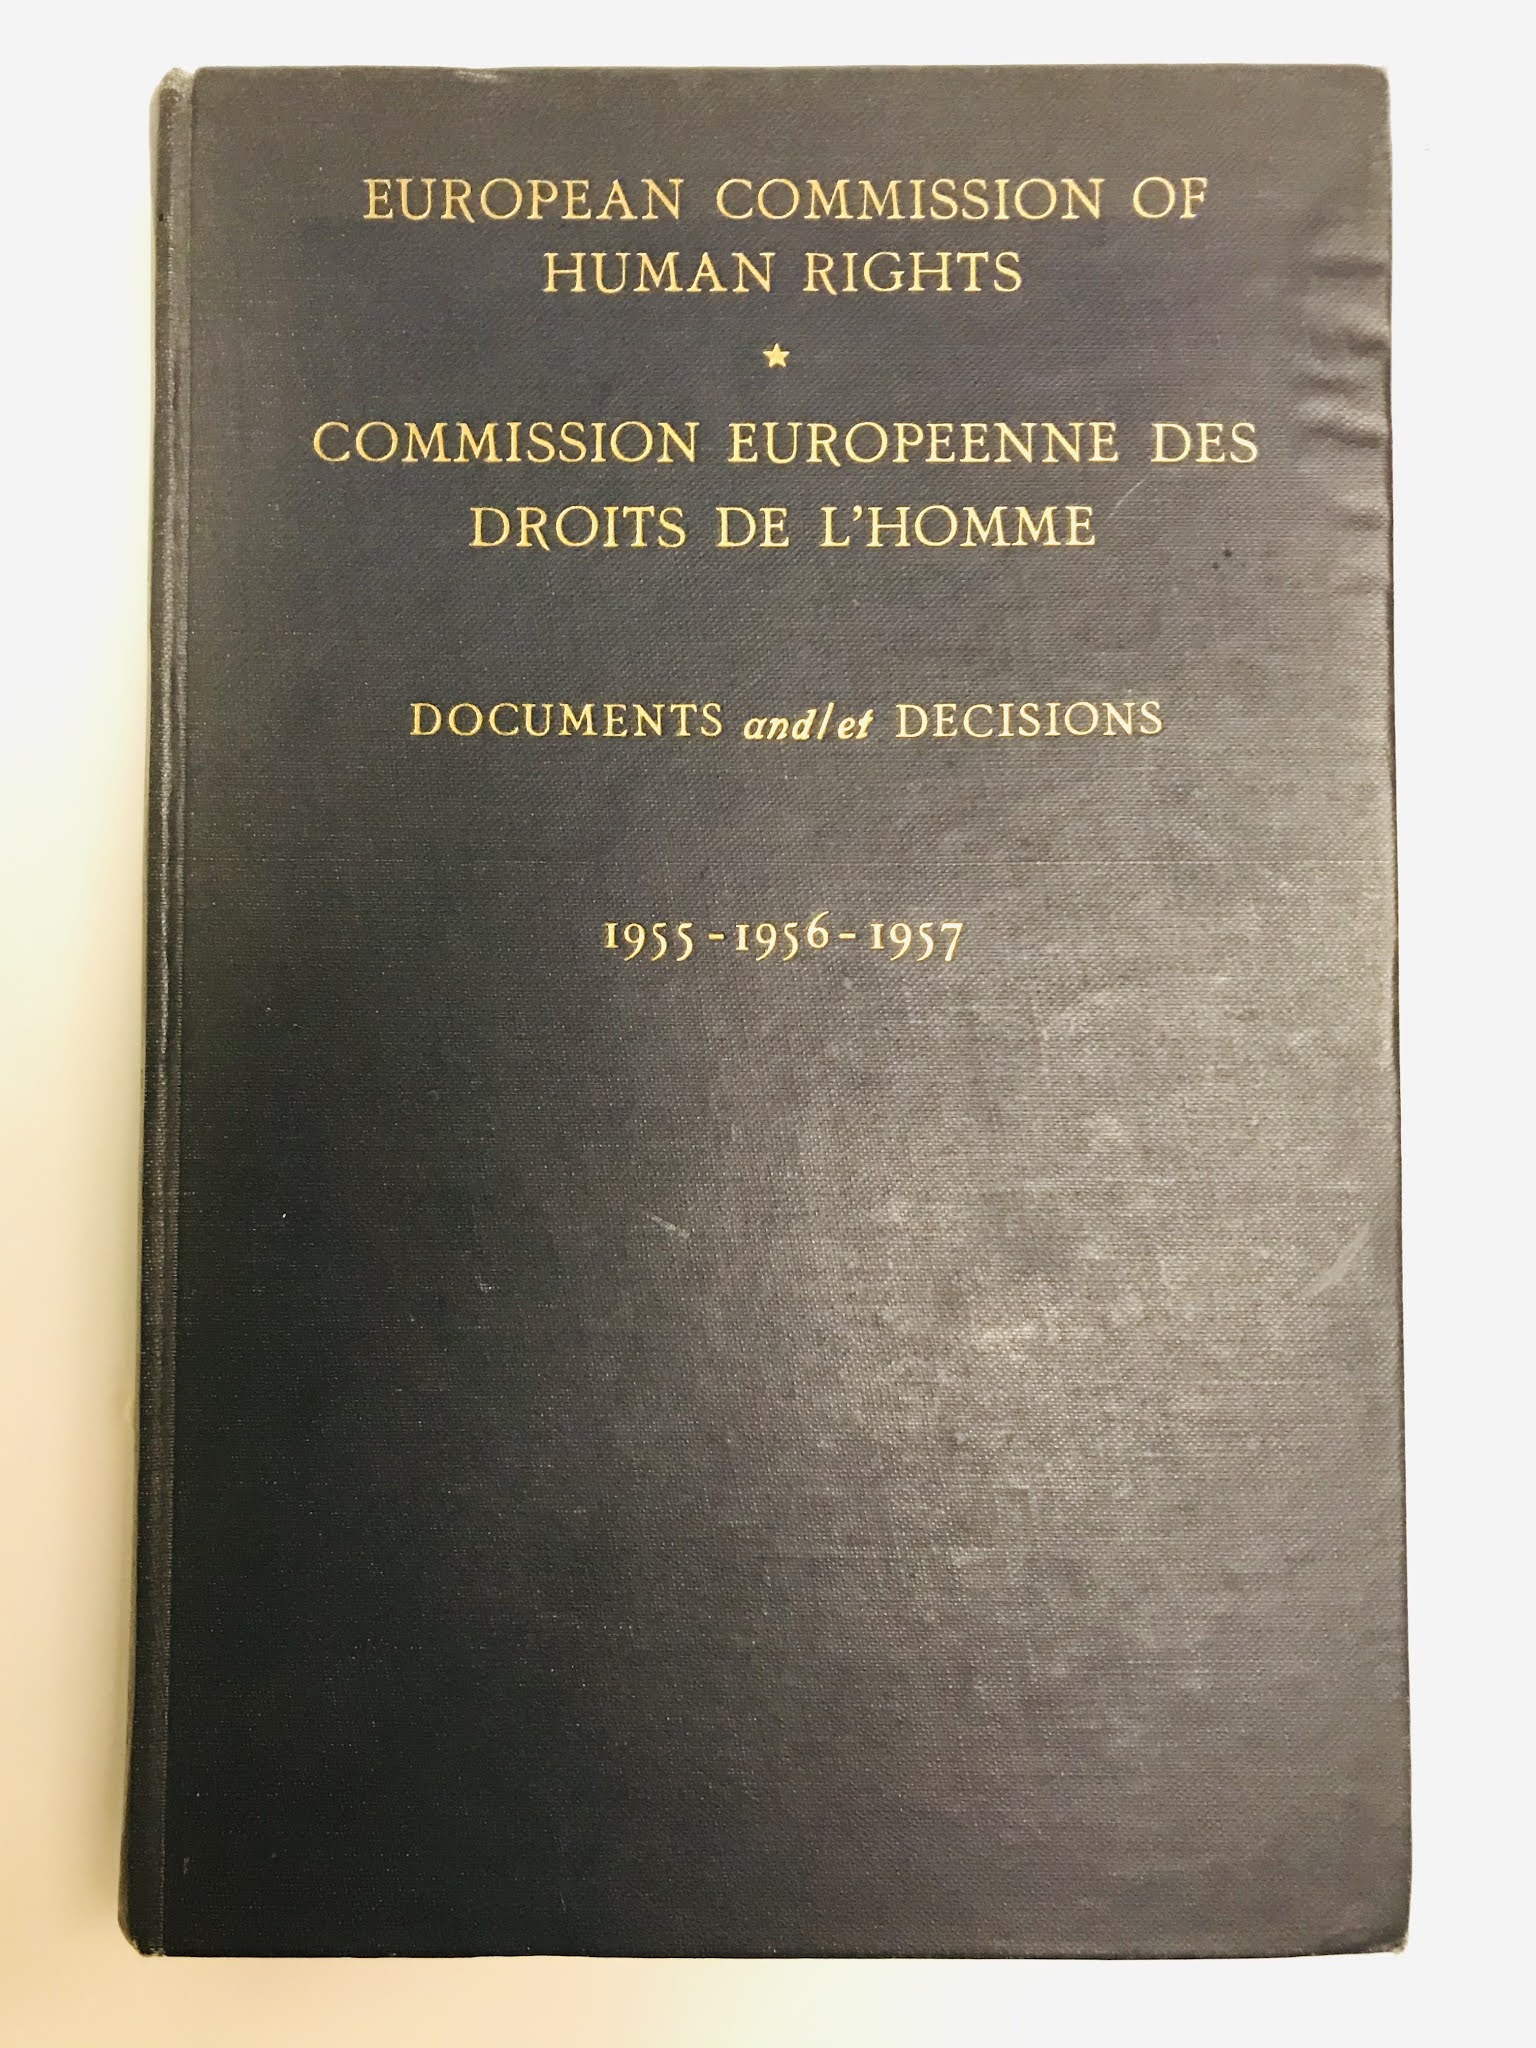 EUROPEAN COMMISSION OF
HUMAN RIGHTS
COMMISSION EUROPEENNE DES
DROITS DE L'HOMME
DOCUMENTS and/et DECISIONS
1955-1956-1957